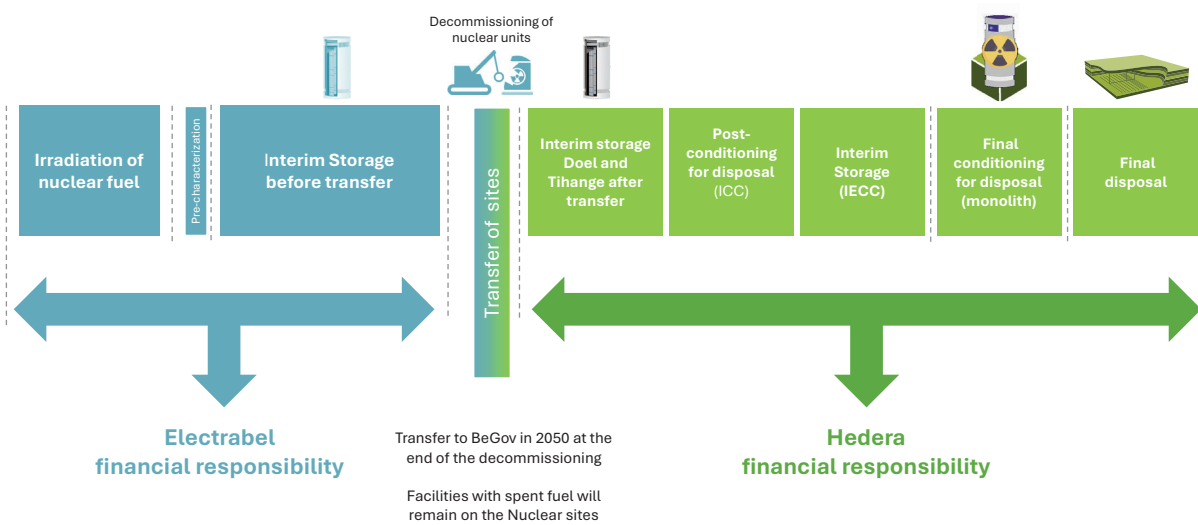 Decommissioning of
nuclear units
Irradiation of
nuclear fuel
Pre-characterization
Interim Storage
before transfer
Transfer of sites
Interim storage
Doel and
Tihange after
transfer
Post-
conditioning
for disposal
(ICC)
Interim
Storage
(IECC)
Final
conditioning
for disposal
(monolith)
Final
disposal
Electrabel
financial responsibility
Transfer to BeGov in 2050 at the
end of the decommissioning
Facilities with spent fuel will
remain on the Nuclear sites
Hedera
financial responsibility